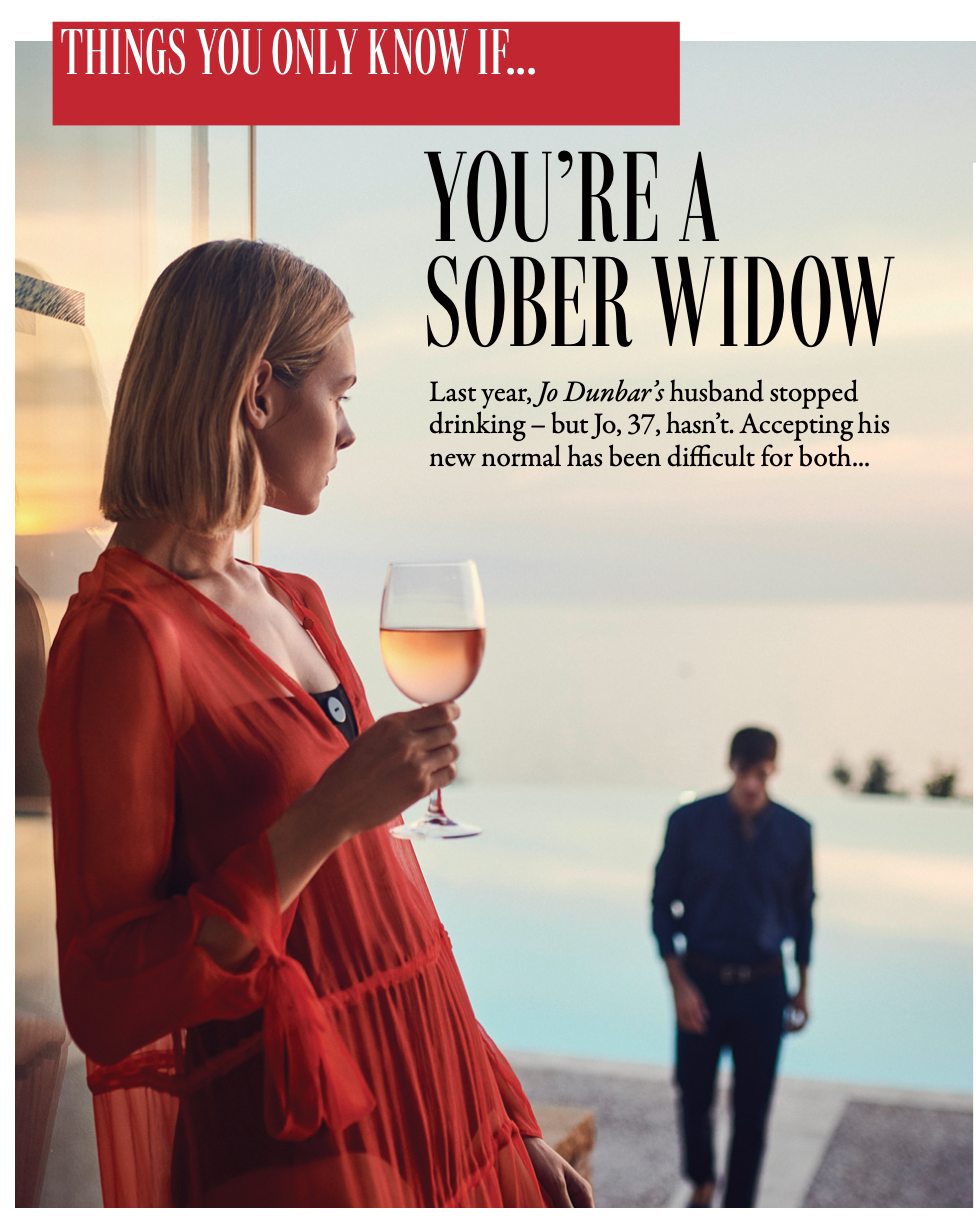 THINGS YOU ONLY KNOW IF...
YOU'RE A
SOBER WIDOW
Last year, Jo Dunbar's husband stopped
drinking – but Jo, 37, hasn't. Accepting his
new normal has been difficult for both...